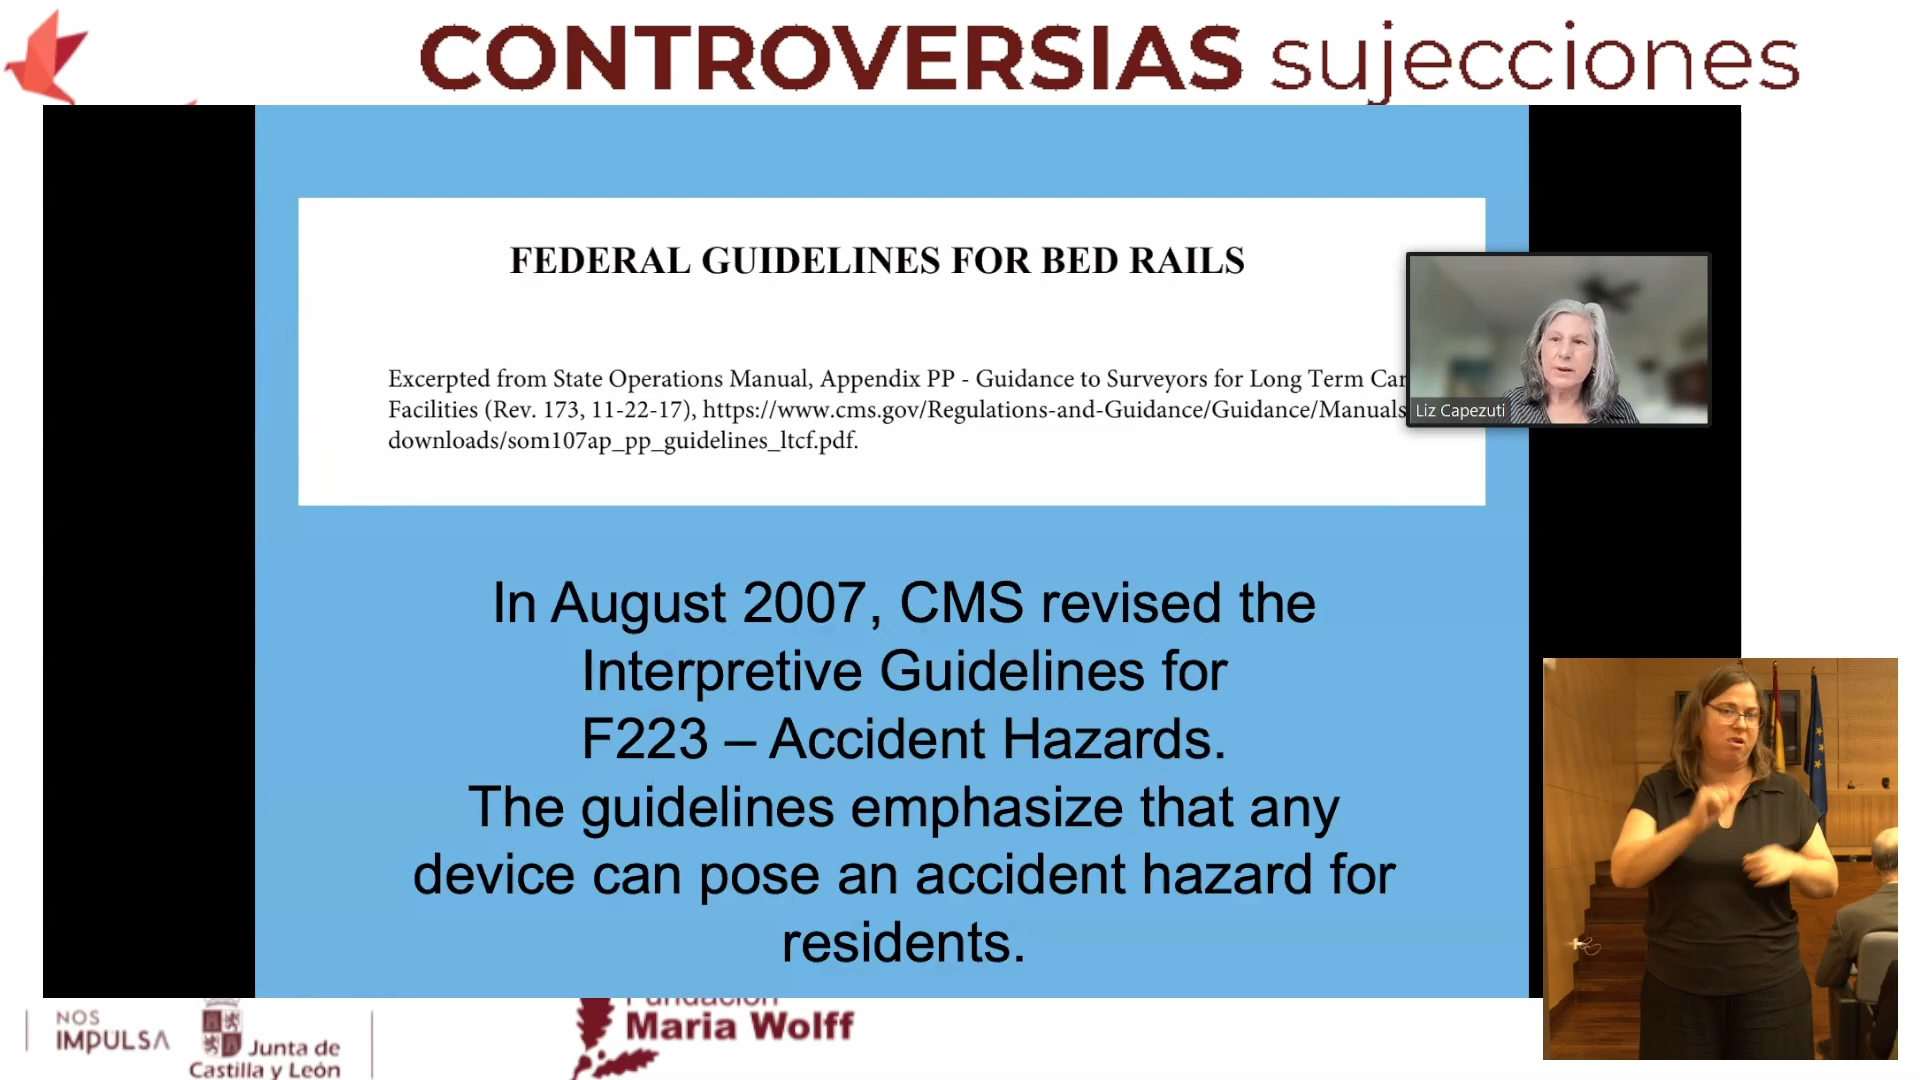 CONTROVERSIAS sujecciones
FEDERAL GUIDELINES FOR BED RAILS
Excerpted from State Operations Manual, Appendix PP - Guidance to Surveyors for Long Term Car
Facilities (Rev. 173, 11-22-17), https://www.cms.gov/Regulations-and-Guidance/Guidance/Manuals
downloads/som107ap_pp_guidelines_ltcf.pdf.
Liz Capezuti
In August 2007, CMS revised the
Interpretive Guidelines for
F223 – Accident Hazards.
The guidelines emphasize that any
device can pose an accident hazard for
residents.
NOS
IMPULSA
Junta de
Castilla y León
Fundación
Maria Wolff